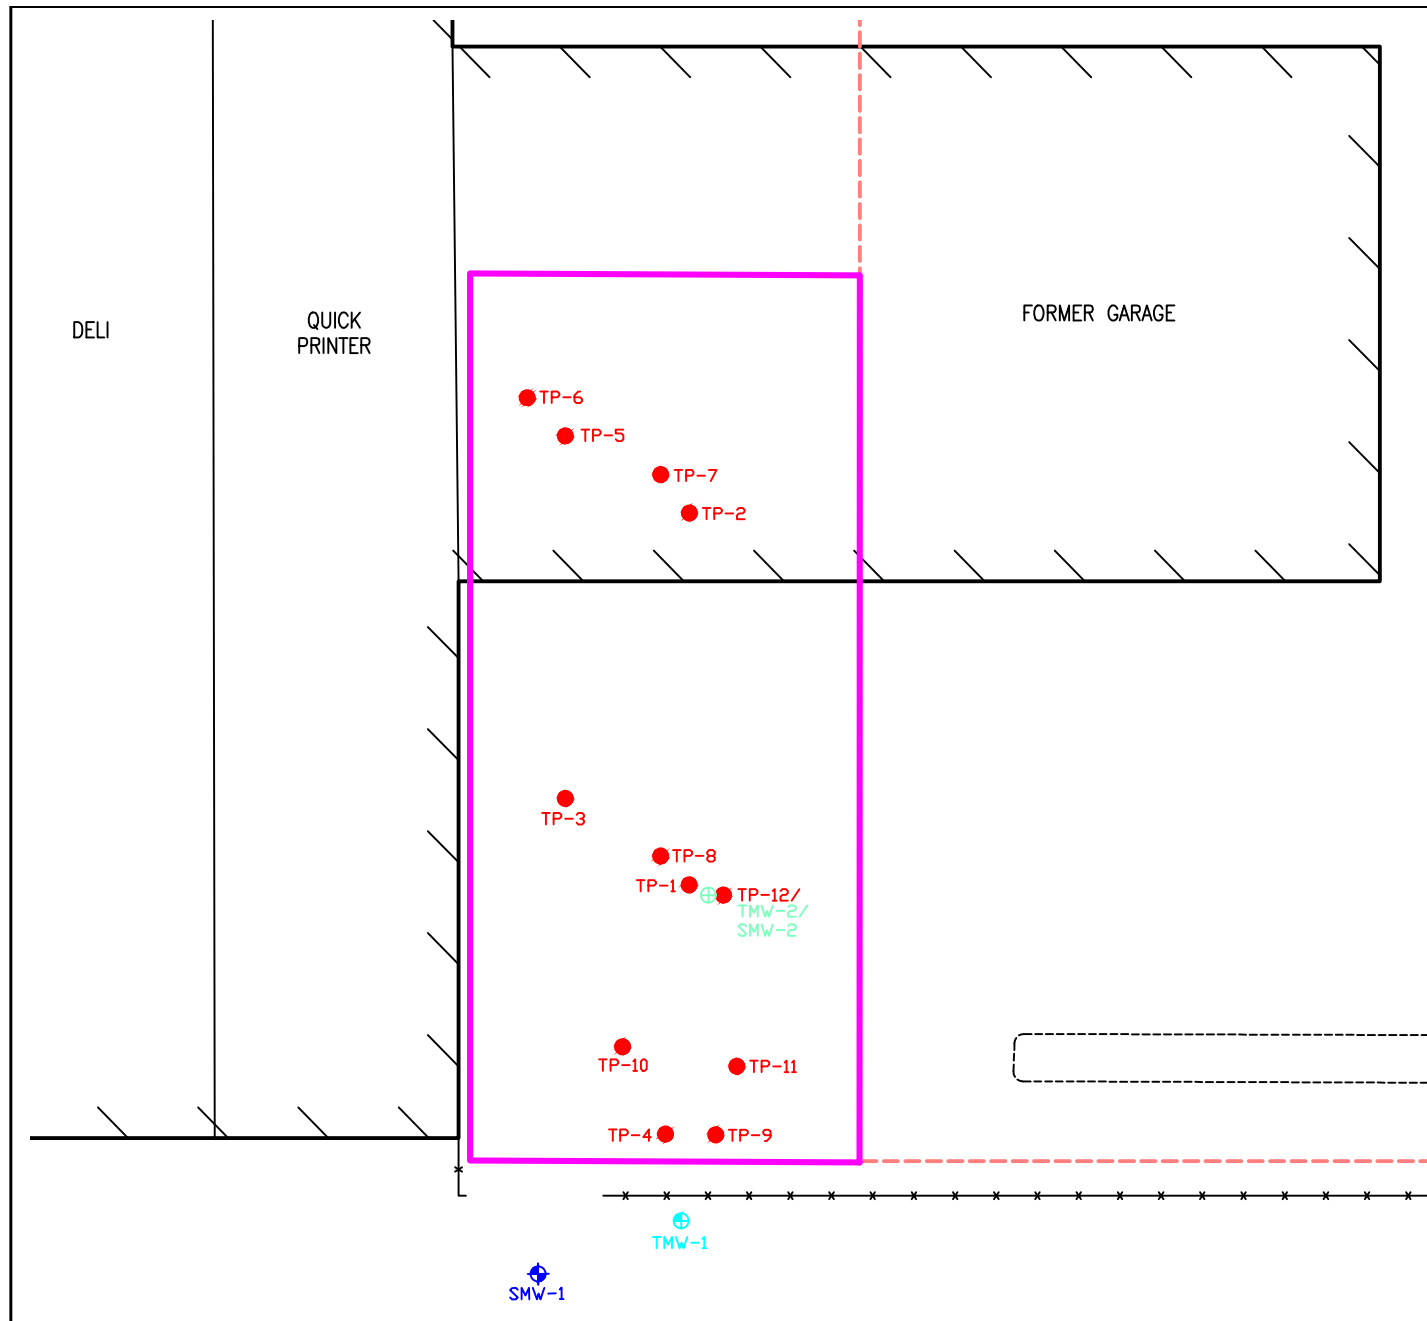 FORMER GARAGE
DELI
QUICK
PRINTER
TP-6
TP-5
TP-7
TP-2
TP-3
TP-8
TP-1
TP-12/
TMW-2/
SMW-2
TP-10
TP-11
TP-4
TP-9
TMW-1
SMW-1